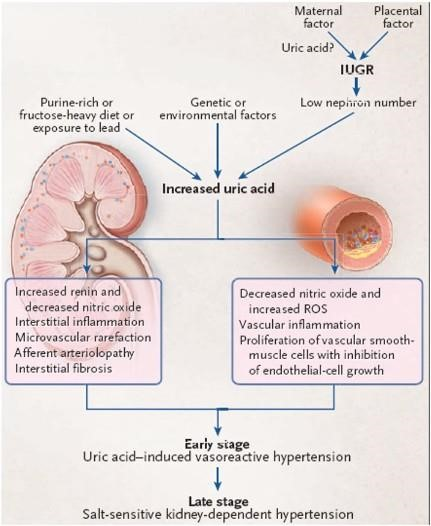 Maternal
factor
Placental
factor
Uric acid?
IUGR
Low nephron number
Purine-rich or
fructose-heavy diet or
exposure to lead
Genetic or
environmental factors
Increased uric acid
Increased renin and
decreased nitric oxide
Interstitial inflammation
Microvascular rarefaction
Afferent arteriolopathy
Interstitial fibrosis
Decreased nitric oxide and
increased ROS
Vascular inflammation
Proliferation of vascular smooth-
muscle cells with inhibition
of endothelial-cell growth
Early stage
Uric acid–induced vasoreactive hypertension
Late stage
Salt-sensitive kidney-dependent hypertension